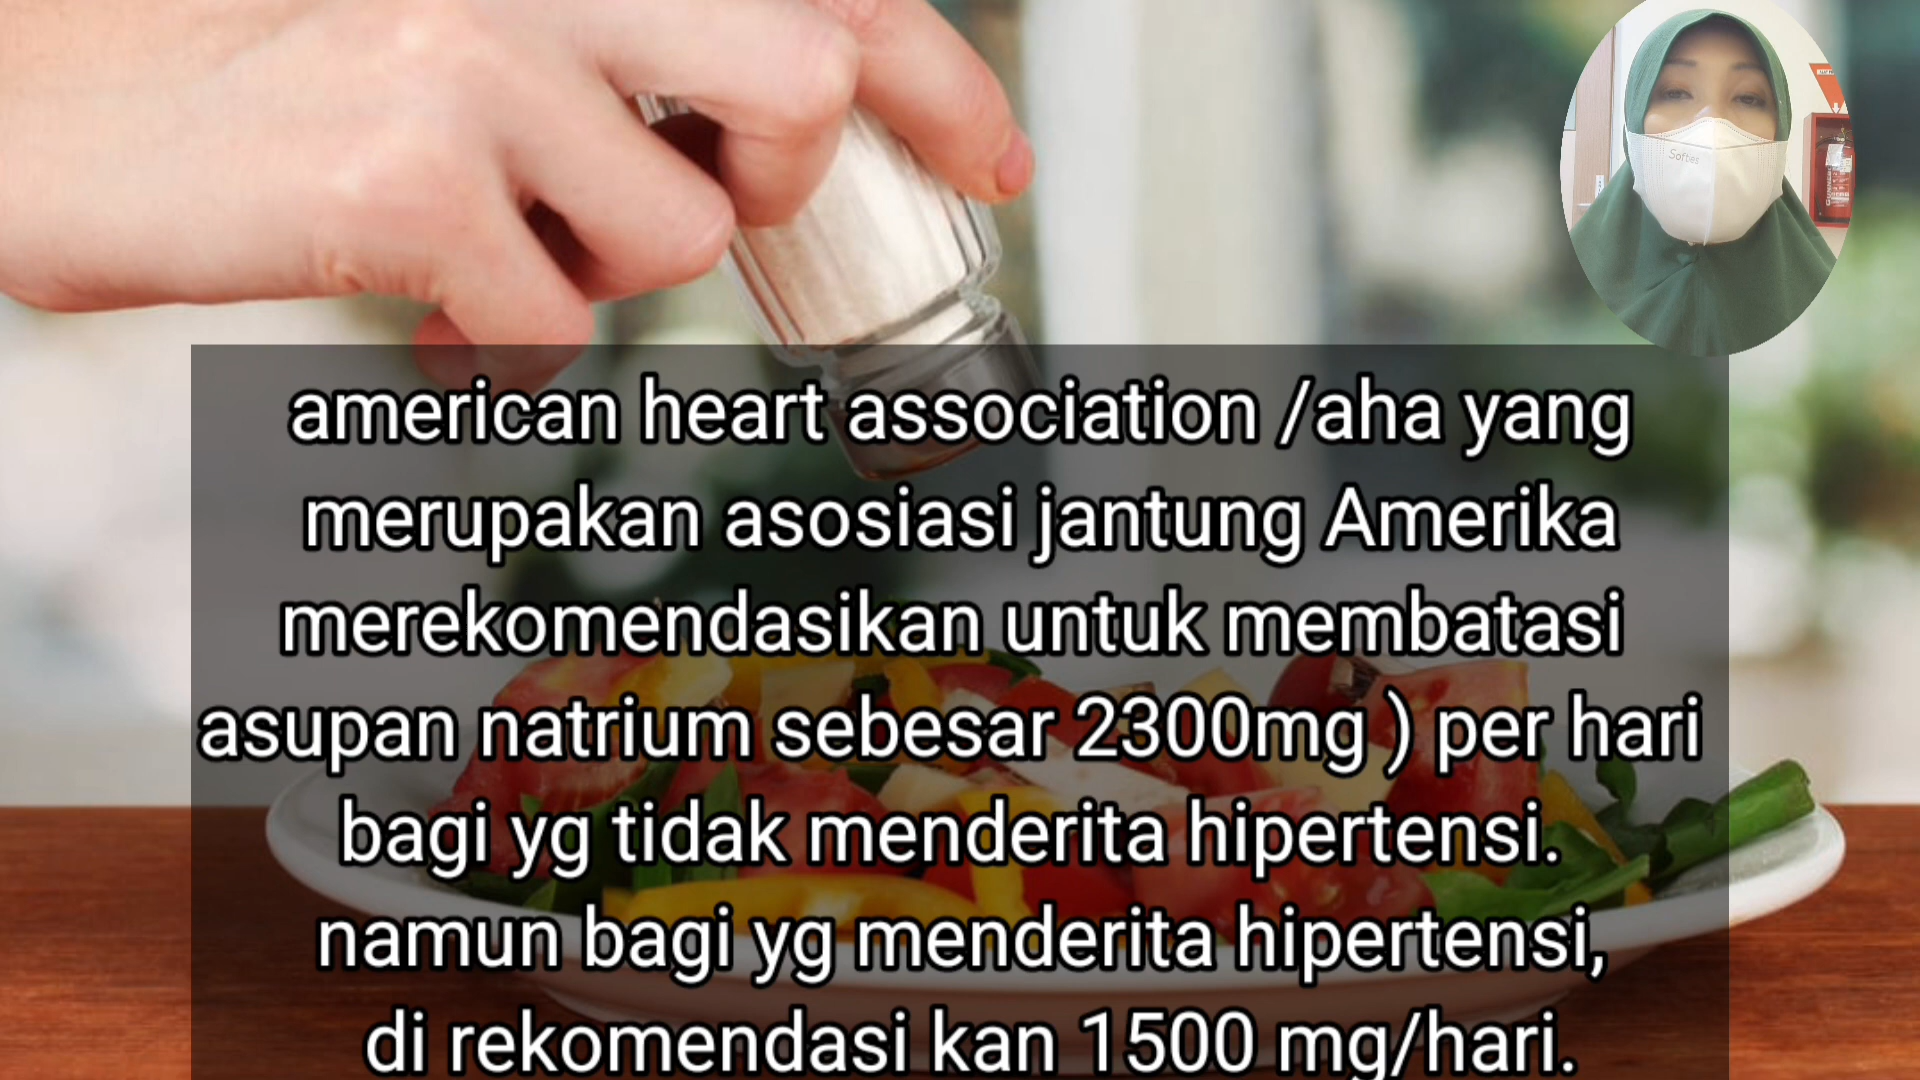 Softies
american heart association /aha yang
merupakan asosiasi jantung Amerika
merekomendasikan untuk membatasi
asupan natrium sebesar 2300mg ) per hari
bagi yg tidak menderita hipertensi.
namun bagi yg menderita hipertensi,
di rekomendasi kan 1500 mg/hari.